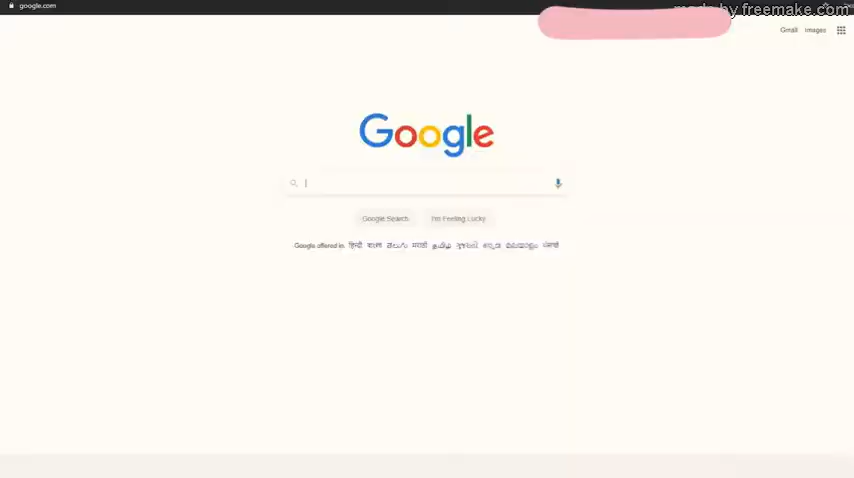 google.com
made by freemake.com
Gmail Images
Google
Google Search I'm Feeling Lucky
Google offered in: हिन्दी বাংলা తెలుగు मराठी தமிழ் ગુજરાતી ಕನ್ನಡ മലയാളം ਪੰਜਾਬੀ